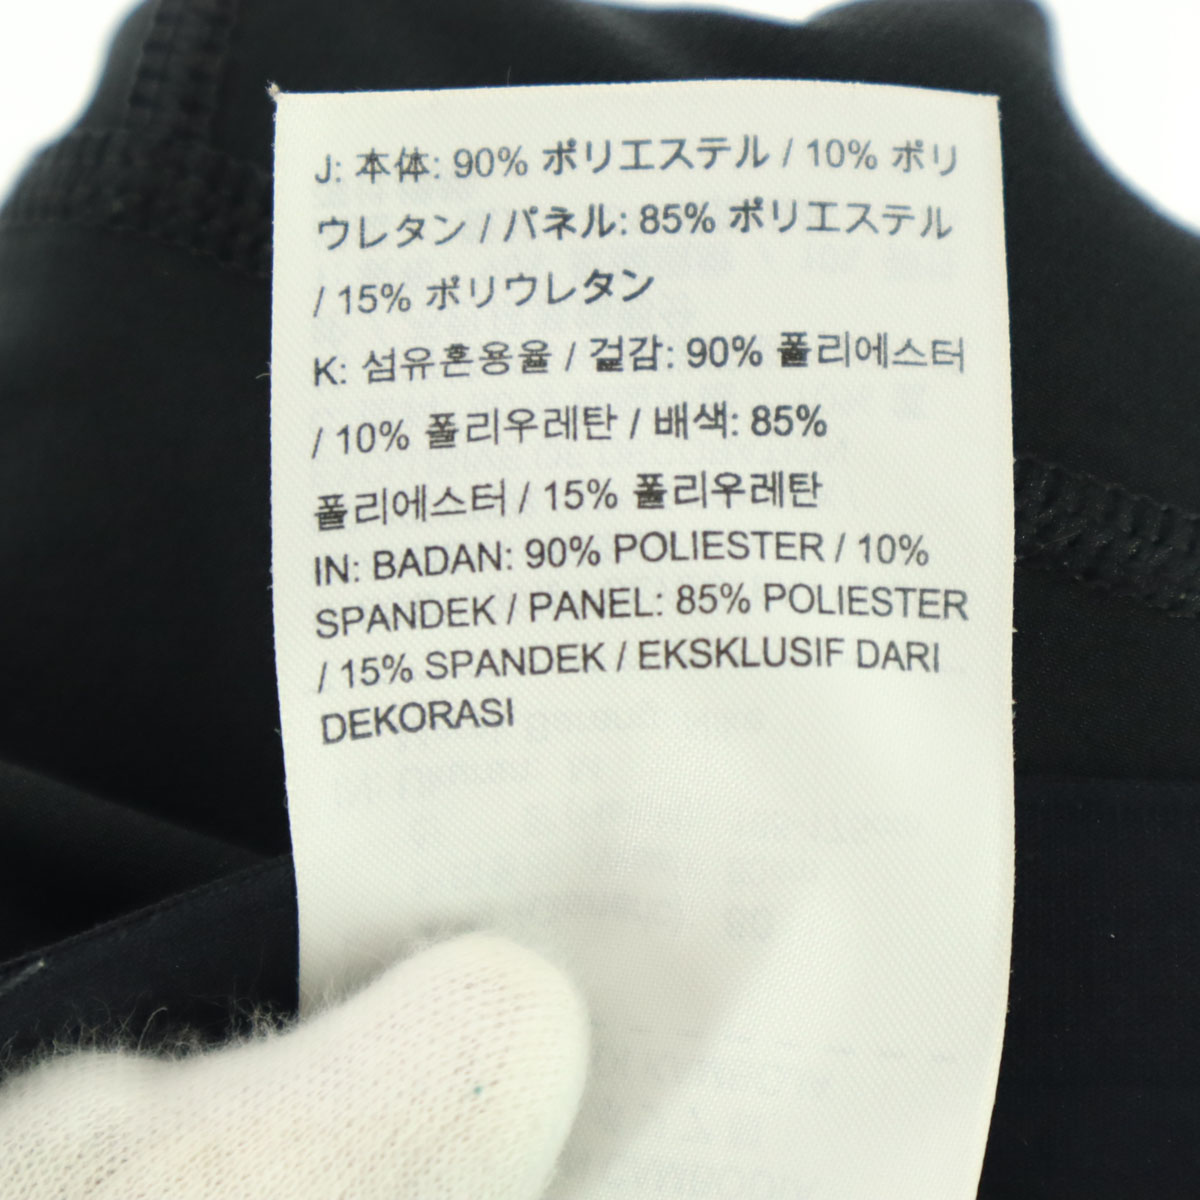 J: 本体: 90% ポリエステル / 10% ポリ
ウレタン / パネル: 85% ポリエステル
/ 15% ポリウレタン
K: 섬유혼용율 / 겉감: 90% 폴리에스터
/ 10% 폴리우레탄 / 배색: 85%
폴리에스터 / 15% 폴리우레탄
IN: BADAN: 90% POLIESTER / 10%
SPANDEK / PANEL: 85% POLIESTER
/ 15% SPANDEK / EKSKLUSIF DARI
DEKORASI